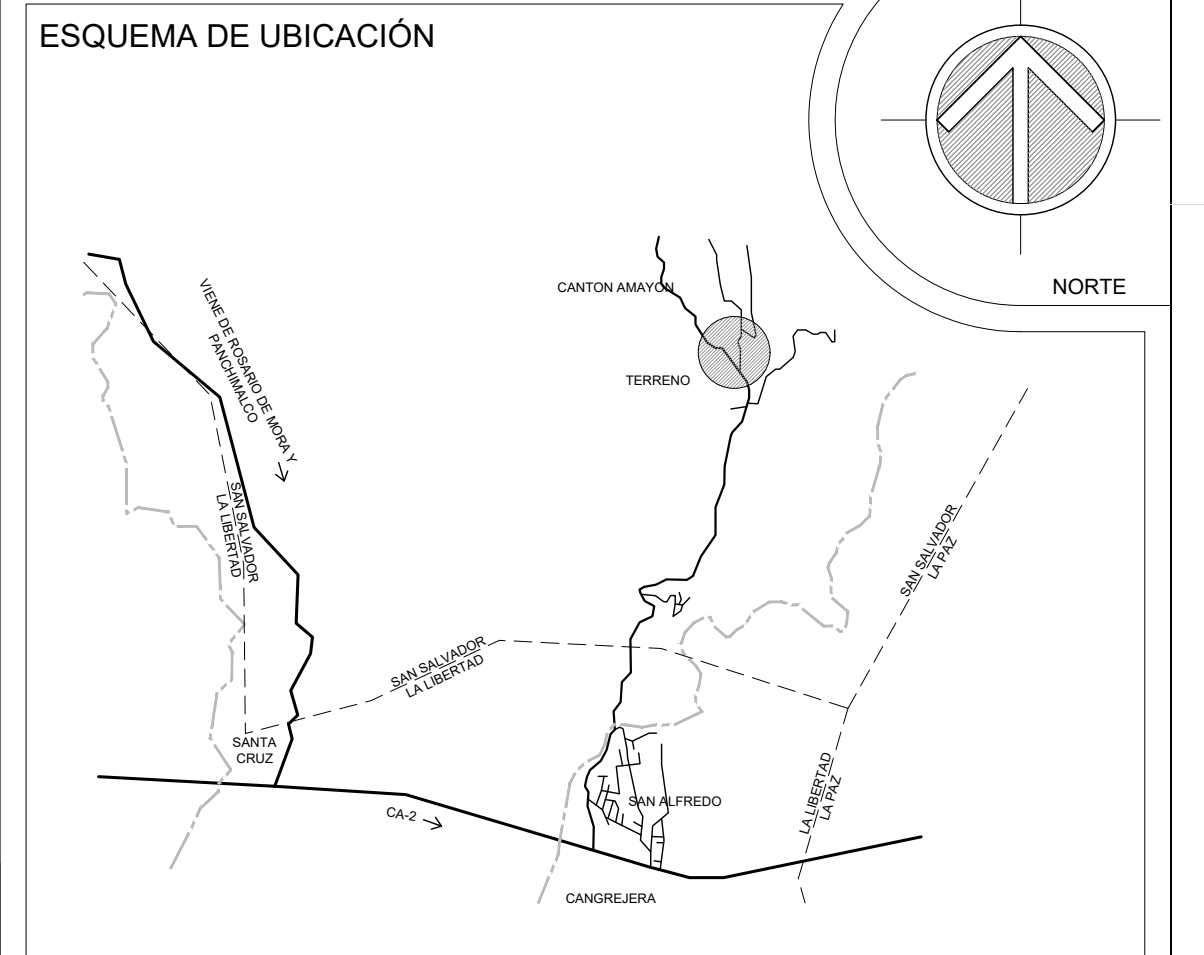 ESQUEMA DE UBICACIÓN
NORTE
VIENE DE ROSARIO DE MORA Y
PANCHIMALCO
CANTON AMAYON
TERRENO
SAN SALVADOR
LA LIBERTAD
SAN SALVADOR
LA PAZ
SAN SALVADOR
LA LIBERTAD
SANTA
CRUZ
LA LIBERTAD
LA PAZ
SAN ALFREDO
CA-2
CANGREJERA